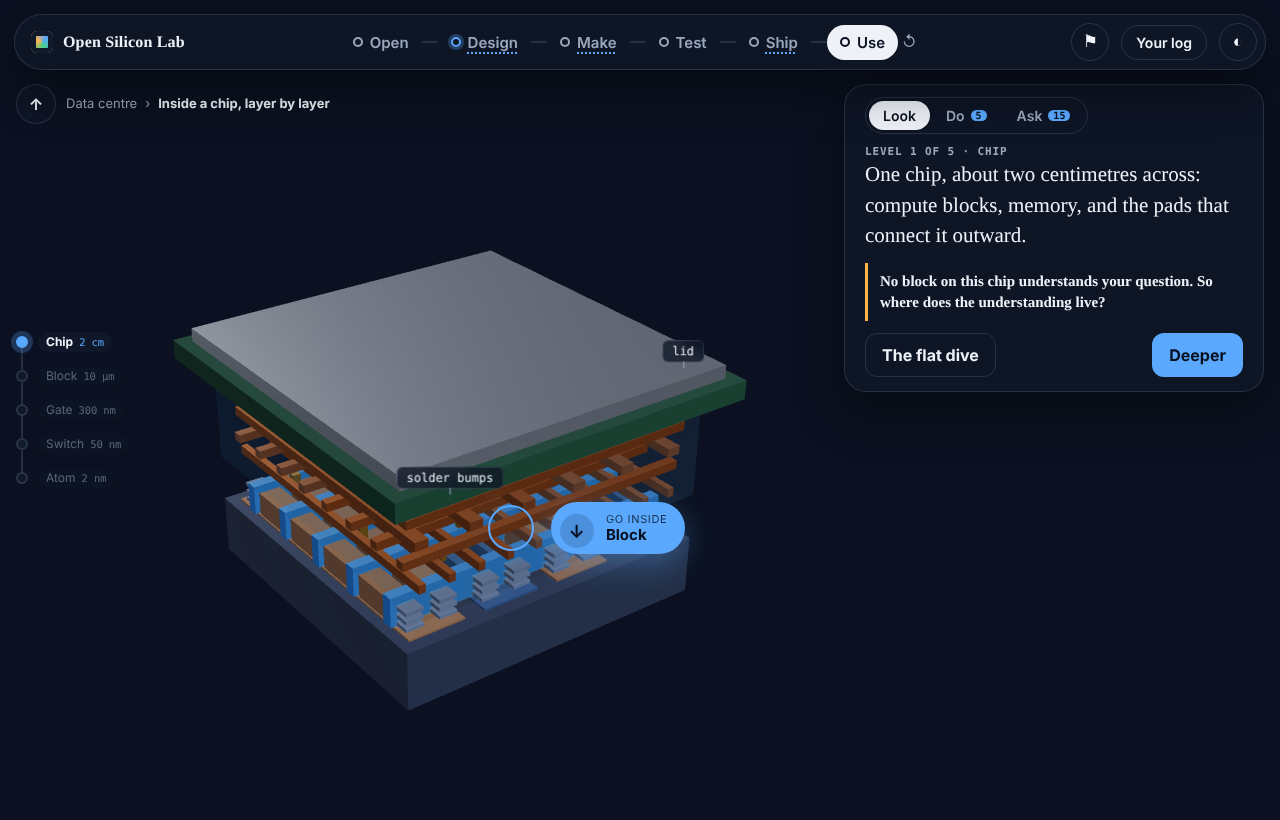 Open Silicon Lab
Open
Design
Make
Test
Ship
Use
Your log
Data centre › Inside a chip, layer by layer
Look
Do 5
Ask 15
LEVEL 1 OF 5 · CHIP
One chip, about two centimetres across:
compute blocks, memory, and the pads that
connect it outward.
No block on this chip understands your question. So
where does the understanding live?
The flat dive
Deeper
Chip 2 cm
Block 10 µm
Gate 300 nm
Switch 50 nm
Atom 2 nm
lid
solder bumps
GO INSIDE
Block